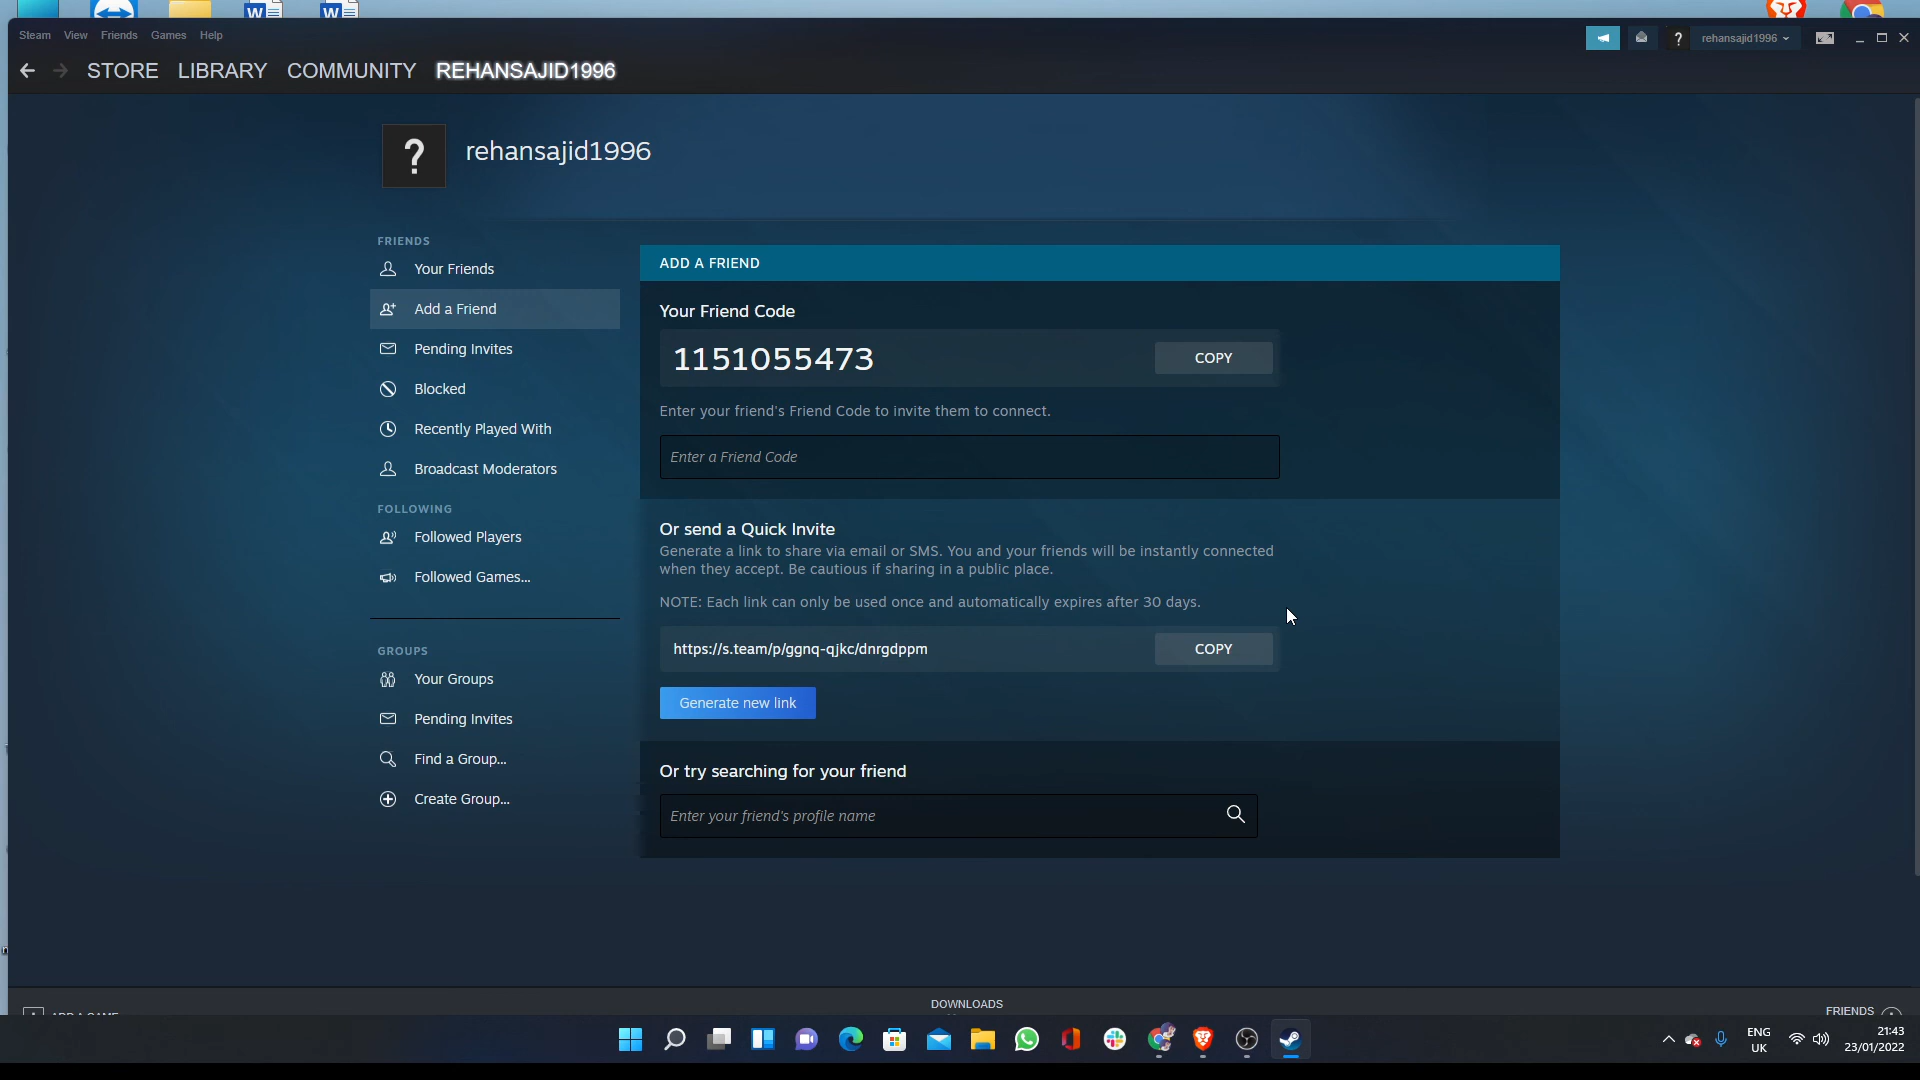 Steam View Friends Games Help
rehansajid1996
STORE LIBRARY COMMUNITY REHANSAJID1996
? rehansajid1996
FRIENDS
Your Friends
Add a Friend
Pending Invites
Blocked
Recently Played With
Broadcast Moderators
FOLLOWING
Followed Players
Followed Games...
GROUPS
Your Groups
Pending Invites
Find a Group...
Create Group...
ADD A FRIEND
Your Friend Code
1151055473 COPY
Enter your friend's Friend Code to invite them to connect.
Enter a Friend Code
Or send a Quick Invite
Generate a link to share via email or SMS. You and your friends will be instantly connected
when they accept. Be cautious if sharing in a public place.
NOTE: Each link can only be used once and automatically expires after 30 days.
https://s.team/p/ggnq-qjkc/dnrgdppm COPY
Generate new link
Or try searching for your friend
Enter your friend's profile name
DOWNLOADS
FRIENDS
ENG
UK
21:43
23/01/2022